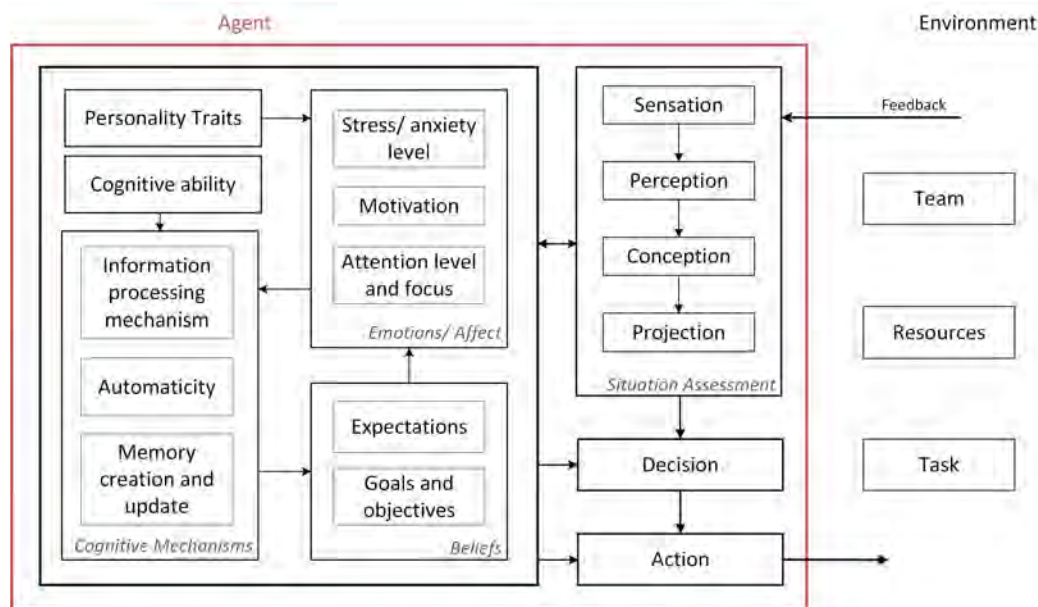 Agent
Environment
Personality Traits
Cognitive ability
Information
processing
mechanism
Automaticity
Memory
creation and
update
Cognitive Mechanisms
Stress/ anxiety
level
Motivation
Attention level
and focus
Emotions/ Affect
Expectations
Goals and
objectives
Beliefs
Sensation
Perception
Conception
Projection
Situation Assessment
Decision
Action
Feedback
Team
Resources
Task